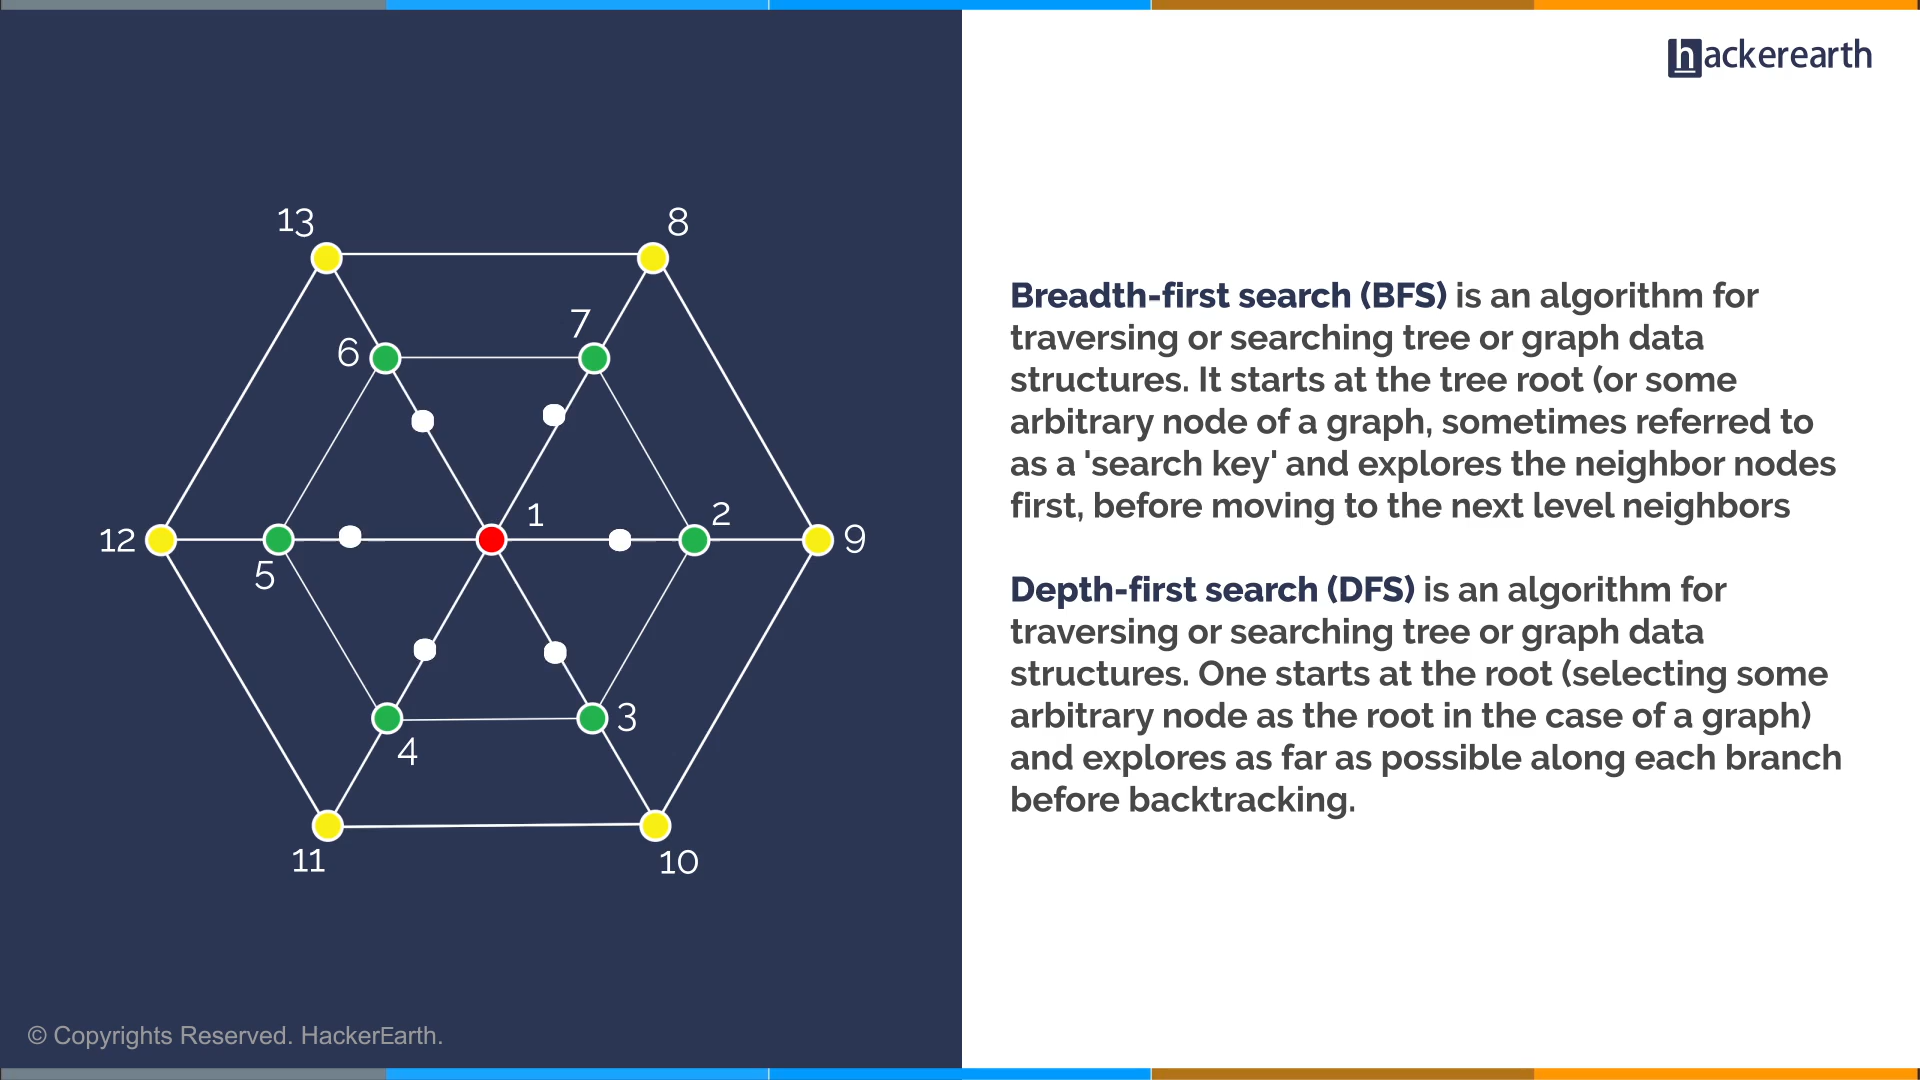 hackerearth
13
8
7
6
1
2
12
9
5
3
4
11
10
Breadth-first search (BFS) is an algorithm for
traversing or searching tree or graph data
structures. It starts at the tree root (or some
arbitrary node of a graph, sometimes referred to
as a 'search key' and explores the neighbor nodes
first, before moving to the next level neighbors
Depth-first search (DFS) is an algorithm for
traversing or searching tree or graph data
structures. One starts at the root (selecting some
arbitrary node as the root in the case of a graph)
and explores as far as possible along each branch
before backtracking.
© Copyrights Reserved. HackerEarth.